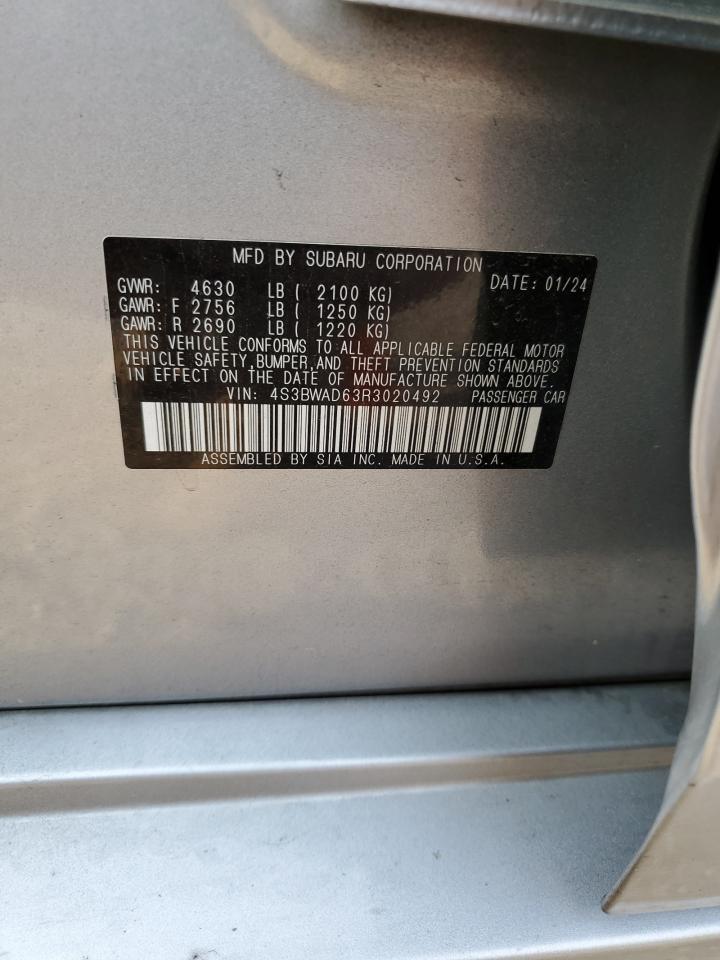 MFD BY SUBARU CORPORATION
DATE: 01/24
GVWR: 4630 LB ( 2100 KG)
GAWR: F 2756 LB ( 1250 KG)
GAWR: R 2690 LB ( 1220 KG)
THIS VEHICLE CONFORMS TO ALL APPLICABLE FEDERAL MOTOR
VEHICLE SAFETY, BUMPER, AND THEFT PREVENTION STANDARDS
IN EFFECT ON THE DATE OF MANUFACTURE SHOWN ABOVE.
VIN: 4S3BWAD63R3020492 PASSENGER CAR
ASSEMBLED BY SIA INC. MADE IN U.S.A.